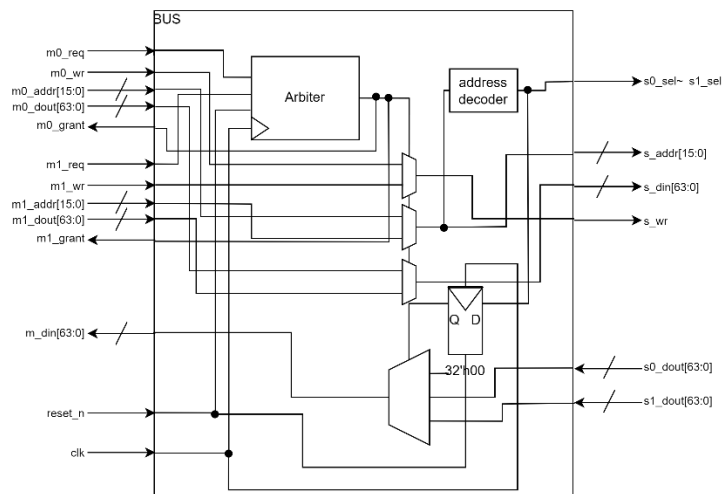 BUS
m0_req
m0_wr
m0_addr[15:0]
m0_dout[63:0]
m0_grant
m1_req
m1_wr
m1_addr[15:0]
m1_dout[63:0]
m1_grant
m_din[63:0]
reset_n
clk
Arbiter
address
decoder
Q D
32'h00
s0_sel~ s1_sel
s_addr[15:0]
s_din[63:0]
s_wr
s0_dout[63:0]
s1_dout[63:0]